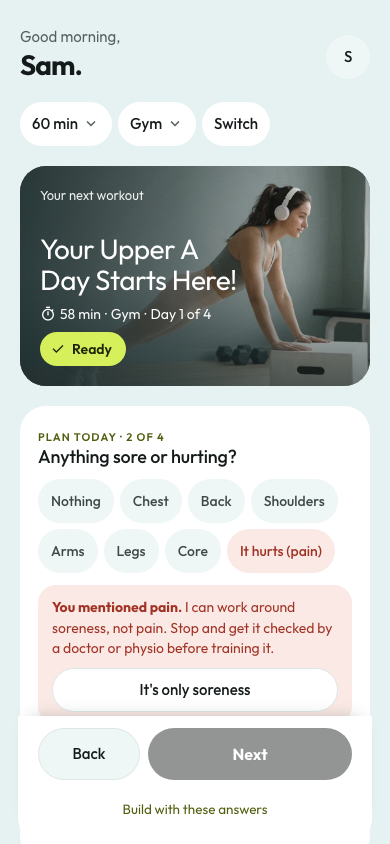 Good morning,
Sam.
S
60 min
Gym
Switch
Your next workout
Your Upper A
Day Starts Here!
58 min · Gym · Day 1 of 4
Ready
PLAN TODAY · 2 OF 4
Anything sore or hurting?
Nothing
Chest
Back
Shoulders
Arms
Legs
Core
It hurts (pain)
You mentioned pain. I can work around
soreness, not pain. Stop and get it checked by
a doctor or physio before training it.
It's only soreness
Back
Next
Build with these answers